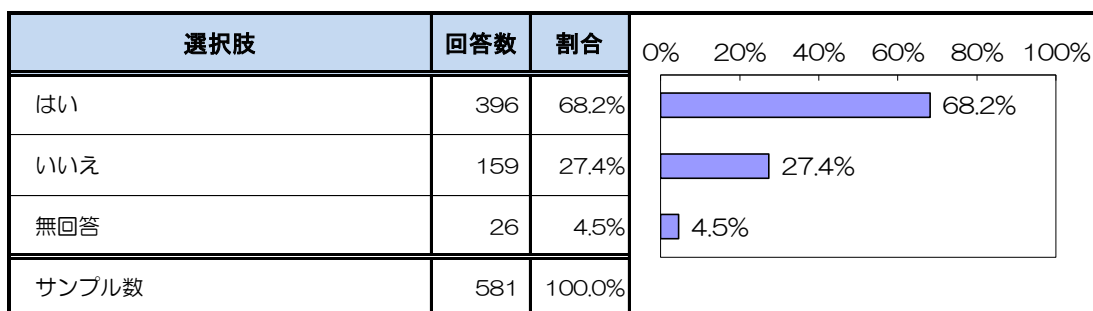 選択肢 回答数 割合
はい 396 68.2%
いいえ 159 27.4%
無回答 26 4.5%
サンプル数 581 100.0%
0% 20% 40% 60% 80% 100%
68.2%
27.4%
4.5%